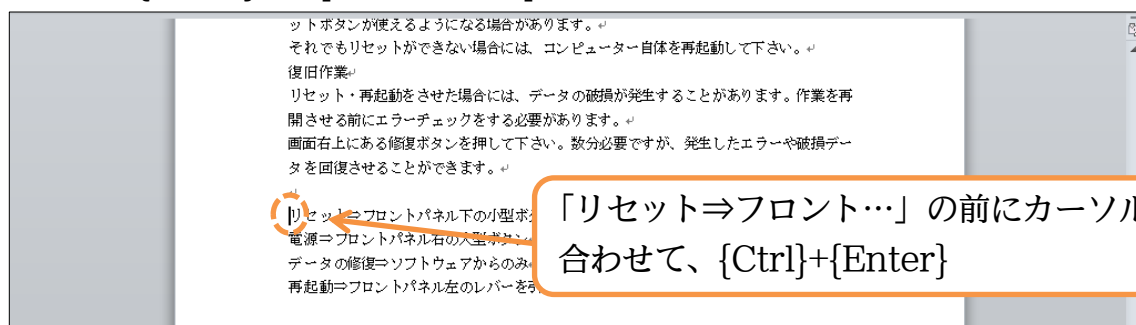 ットボタンが使えるようになる場合があります。
それでもリセットができない場合には、コンピューター自体を再起動して下さい。
復旧作業
リセット・再起動をさせた場合には、データの破損が発生することがあります。作業を再
開させる前にエラーチェックをする必要があります。
画面右上にある修復ボタンを押して下さい。数分必要ですが、発生したエラーや破損デー
タを回復させることができます。
リセット⇒フロントパネル下の小型ボタ
電源⇒フロントパネル右の大型ボタン
データの修復⇒ソフトウェアからのみ
再起動⇒フロントパネル左のレバーを引
「リセット⇒フロント…」の前にカーソル
合わせて、{Ctrl}+{Enter}